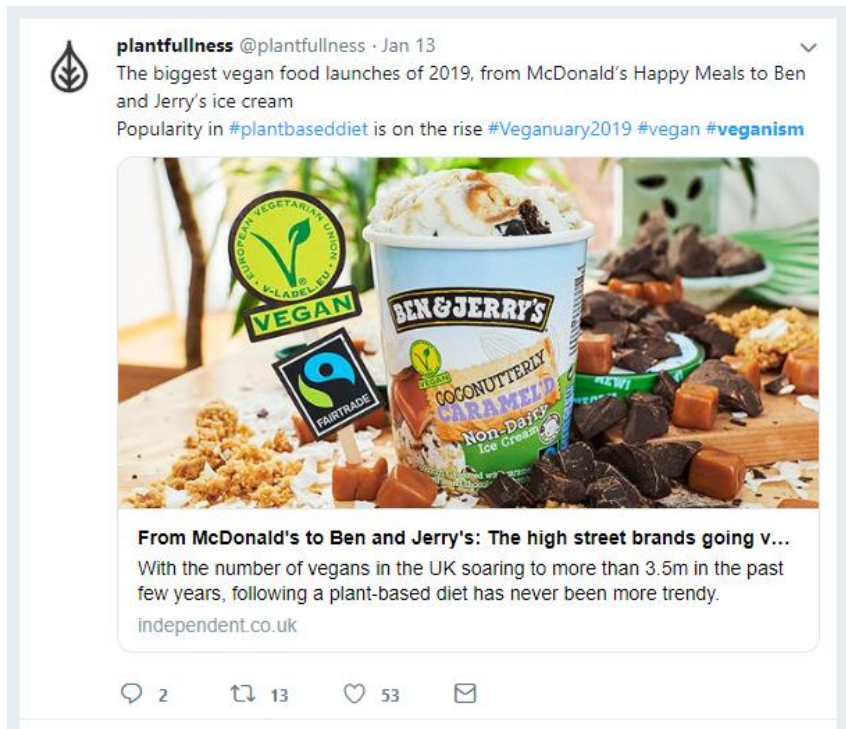 plantfullness @plantfullness · Jan 13
The biggest vegan food launches of 2019, from McDonald's Happy Meals to Ben
and Jerry's ice cream
Popularity in #plantbaseddiet is on the rise #Veganuary2019 #vegan #veganism
EUROPEAN VEGETARIAN UNION
V-LABEL.EU
VEGAN
FAIRTRADE
BEN & JERRY'S
VEGAN
COCONUTTERLY
CARAMEL'D
Non-Dairy
Ice Cream
From McDonald's to Ben and Jerry's: The high street brands going v...
With the number of vegans in the UK soaring to more than 3.5m in the past
few years, following a plant-based diet has never been more trendy.
independent.co.uk
2 13 53